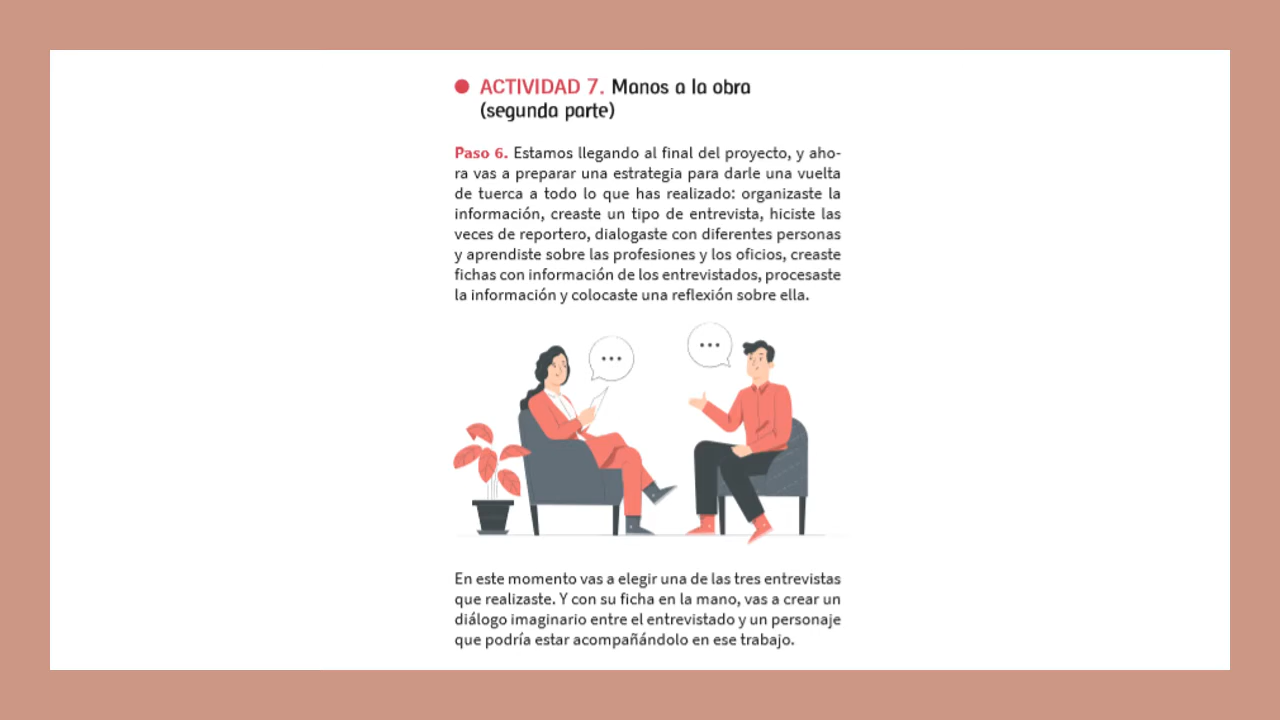 ACTIVIDAD 7. Manos a la obra
(segunda parte)
Paso 6. Estamos llegando al final del proyecto, y aho-
ra vas a preparar una estrategia para darle una vuelta
de tuerca a todo lo que has realizado: organizaste la
información, creaste un tipo de entrevista, hiciste las
veces de reportero, dialogaste con diferentes personas
y aprendiste sobre las profesiones y los oficios, creaste
fichas con información de los entrevistados, procesaste
la información y colocaste una reflexión sobre ella.
En este momento vas a elegir una de las tres entrevistas
que realizaste. Y con su ficha en la mano, vas a crear un
diálogo imaginario entre el entrevistado y un personaje
que podría estar acompañándolo en ese trabajo.